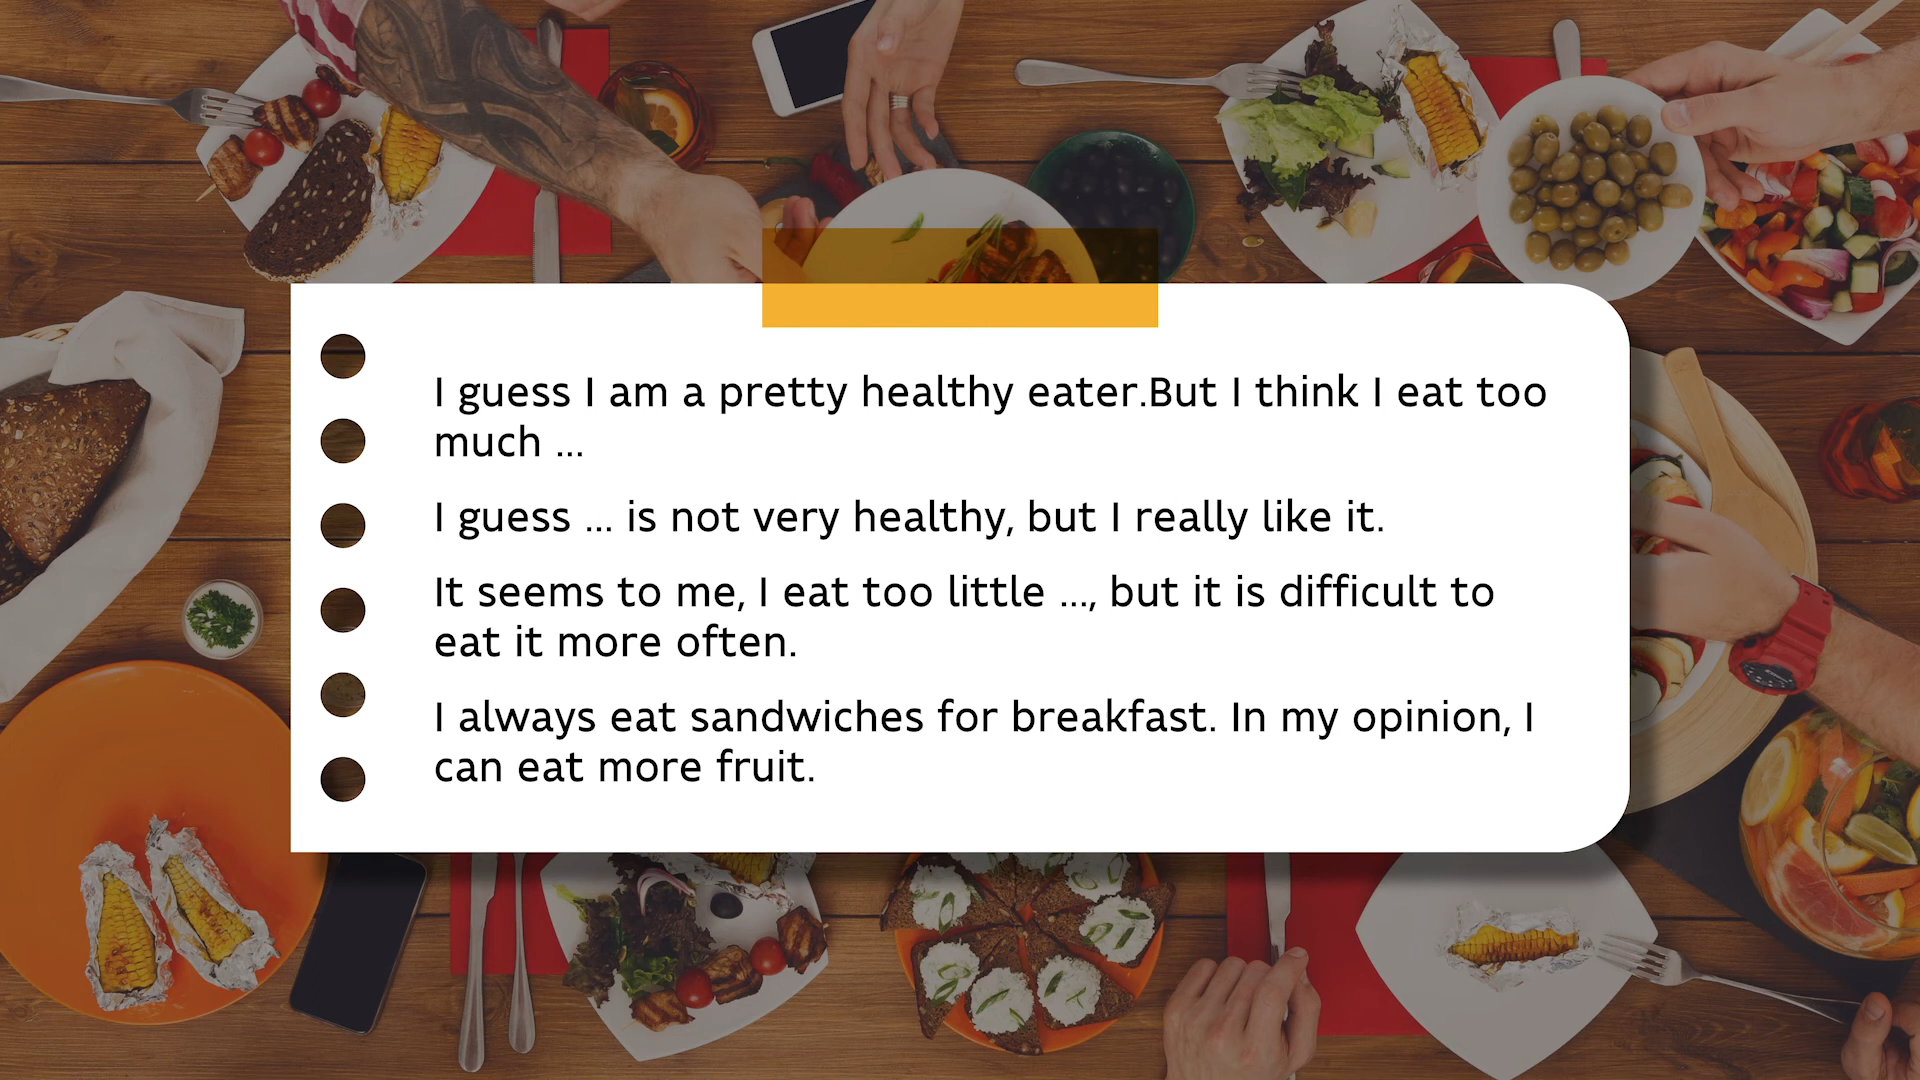 I guess I am a pretty healthy eater.But I think I eat too
much ...
I guess ... is not very healthy, but I really like it.
It seems to me, I eat too little ..., but it is difficult to
eat it more often.
I always eat sandwiches for breakfast. In my opinion, I
can eat more fruit.